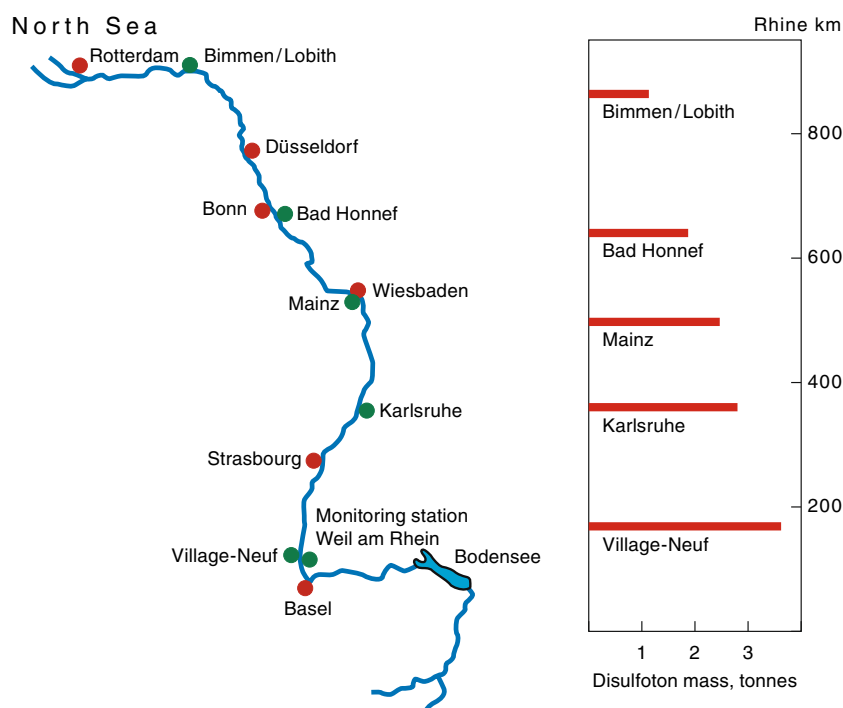 North Sea
Rotterdam
Bimmen/Lobith
Düsseldorf
Bonn
Bad Honnef
Wiesbaden
Mainz
Karlsruhe
Strasbourg
Monitoring station
Weil am Rhein
Village-Neuf
Bodensee
Basel
Rhine km
Bimmen/Lobith
800
Bad Honnef
600
Mainz
400
Karlsruhe
200
Village-Neuf
1 2 3
Disulfoton mass, tonnes